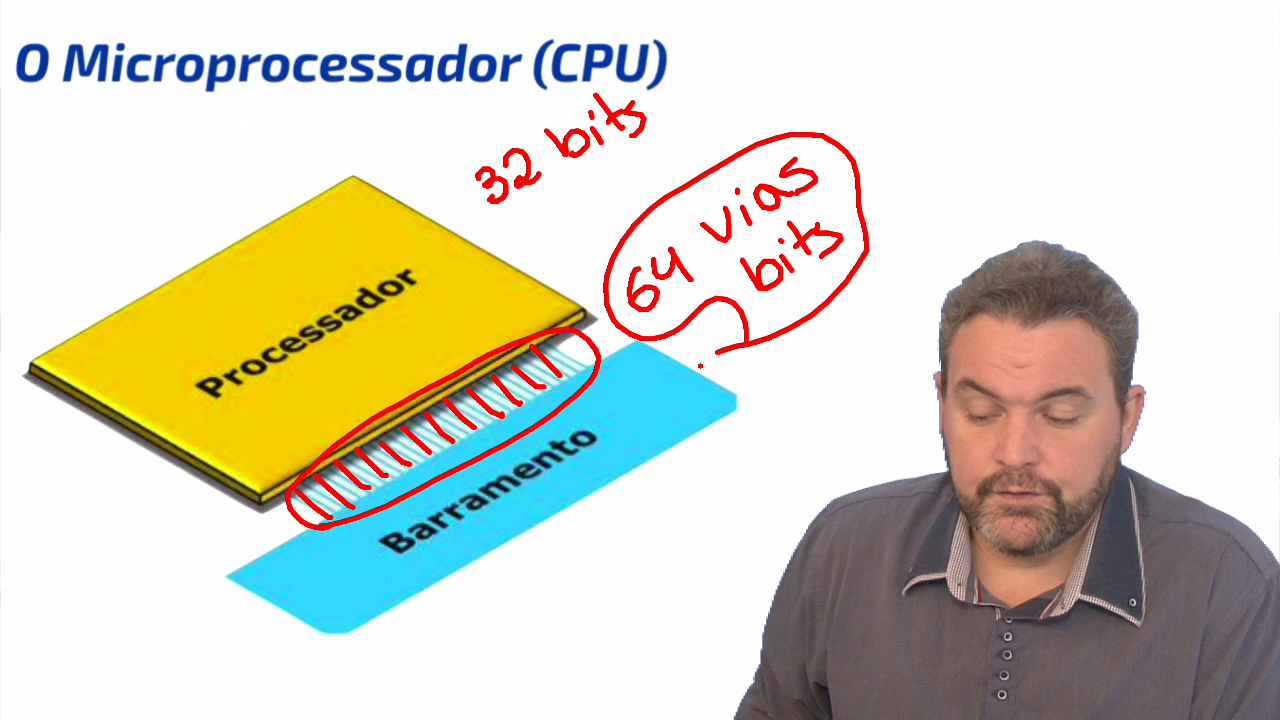 O Microprocessador (CPU)
32 bits
64 vias
bits
Processador
Barramento